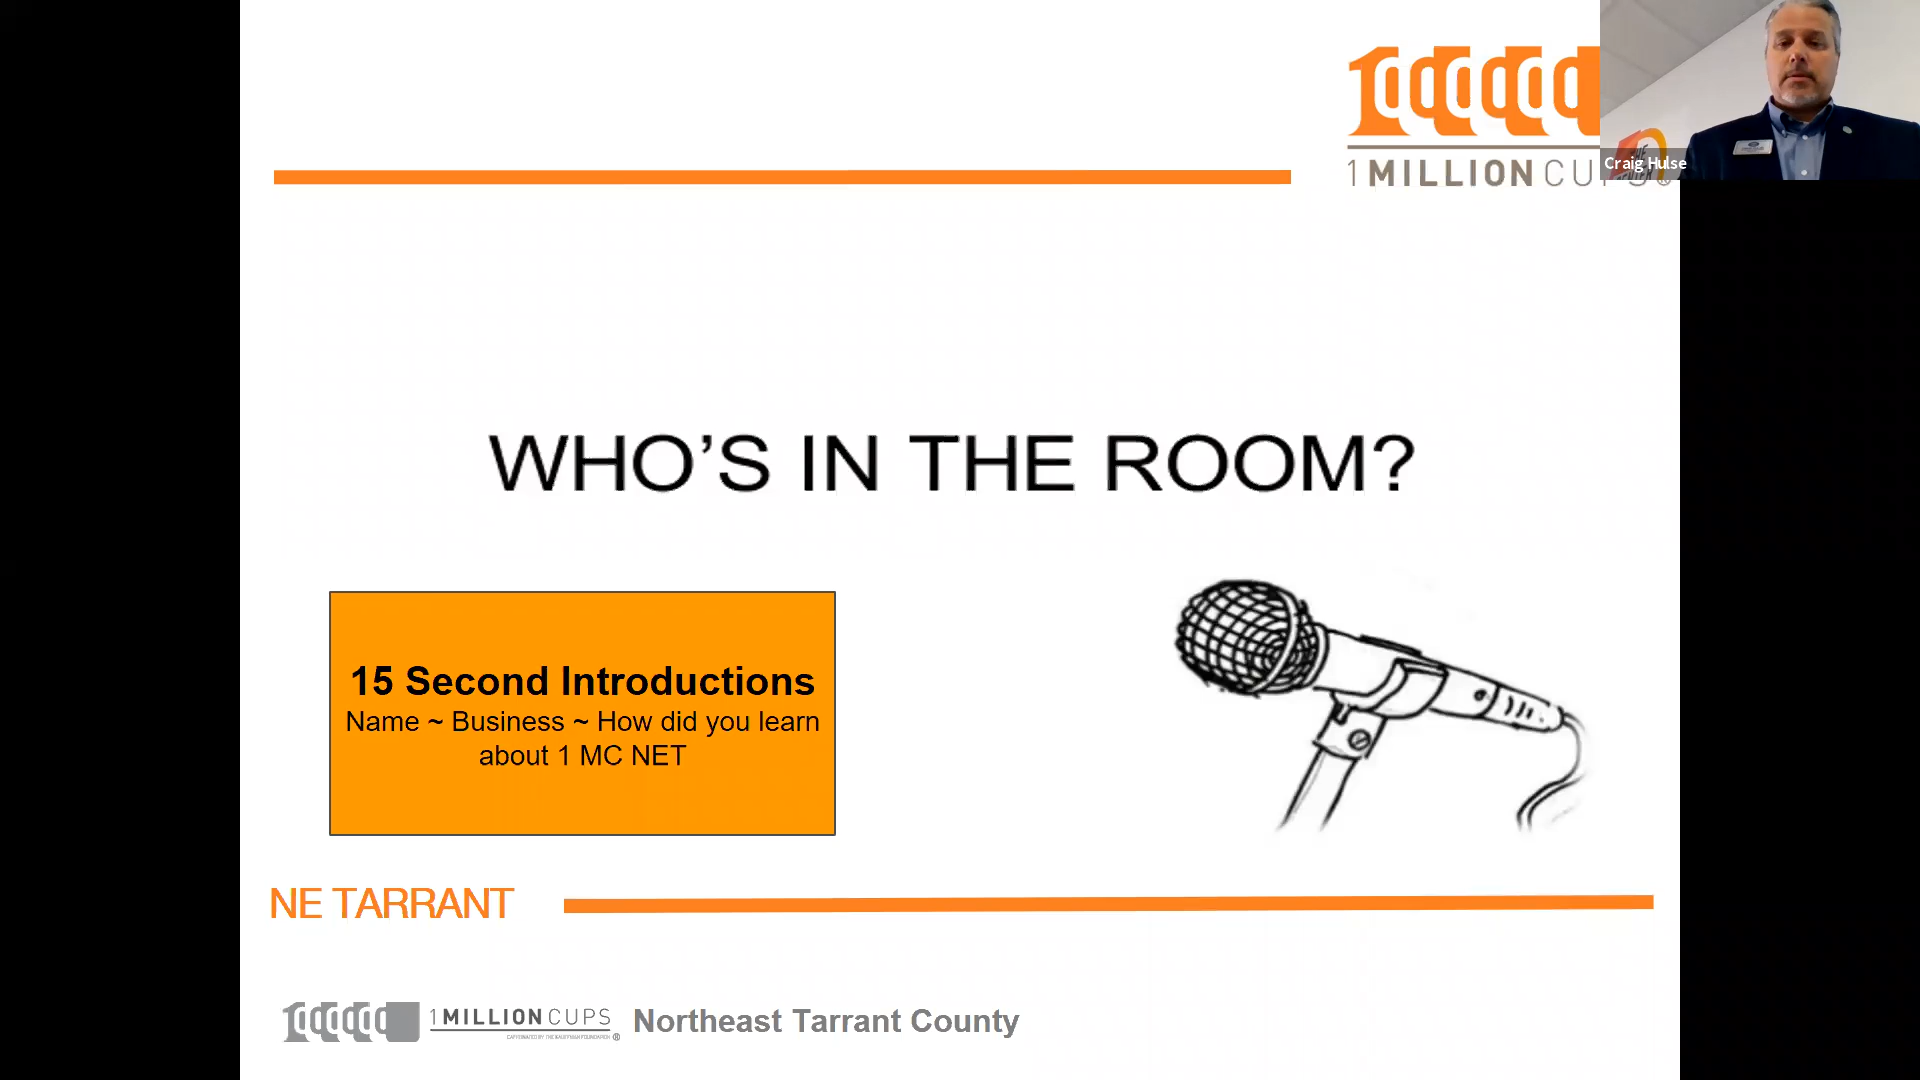 1 MILLION CUPS
Craig Hulse
WHO’S IN THE ROOM?
15 Second Introductions
Name ~ Business ~ How did you learn
about 1 MC NET
NE TARRANT
1 MILLION CUPS ®
Northeast Tarrant County